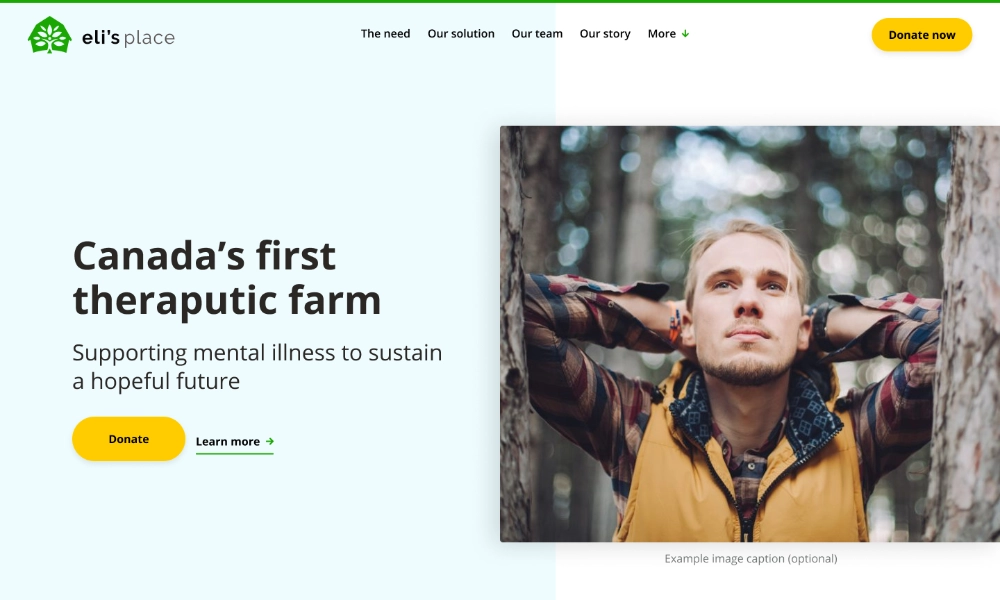 eli's place
The need Our solution Our team Our story More
Donate now
Canada’s first
theraputic farm
Supporting mental illness to sustain
a hopeful future
Donate
Learn more
Example image caption (optional)